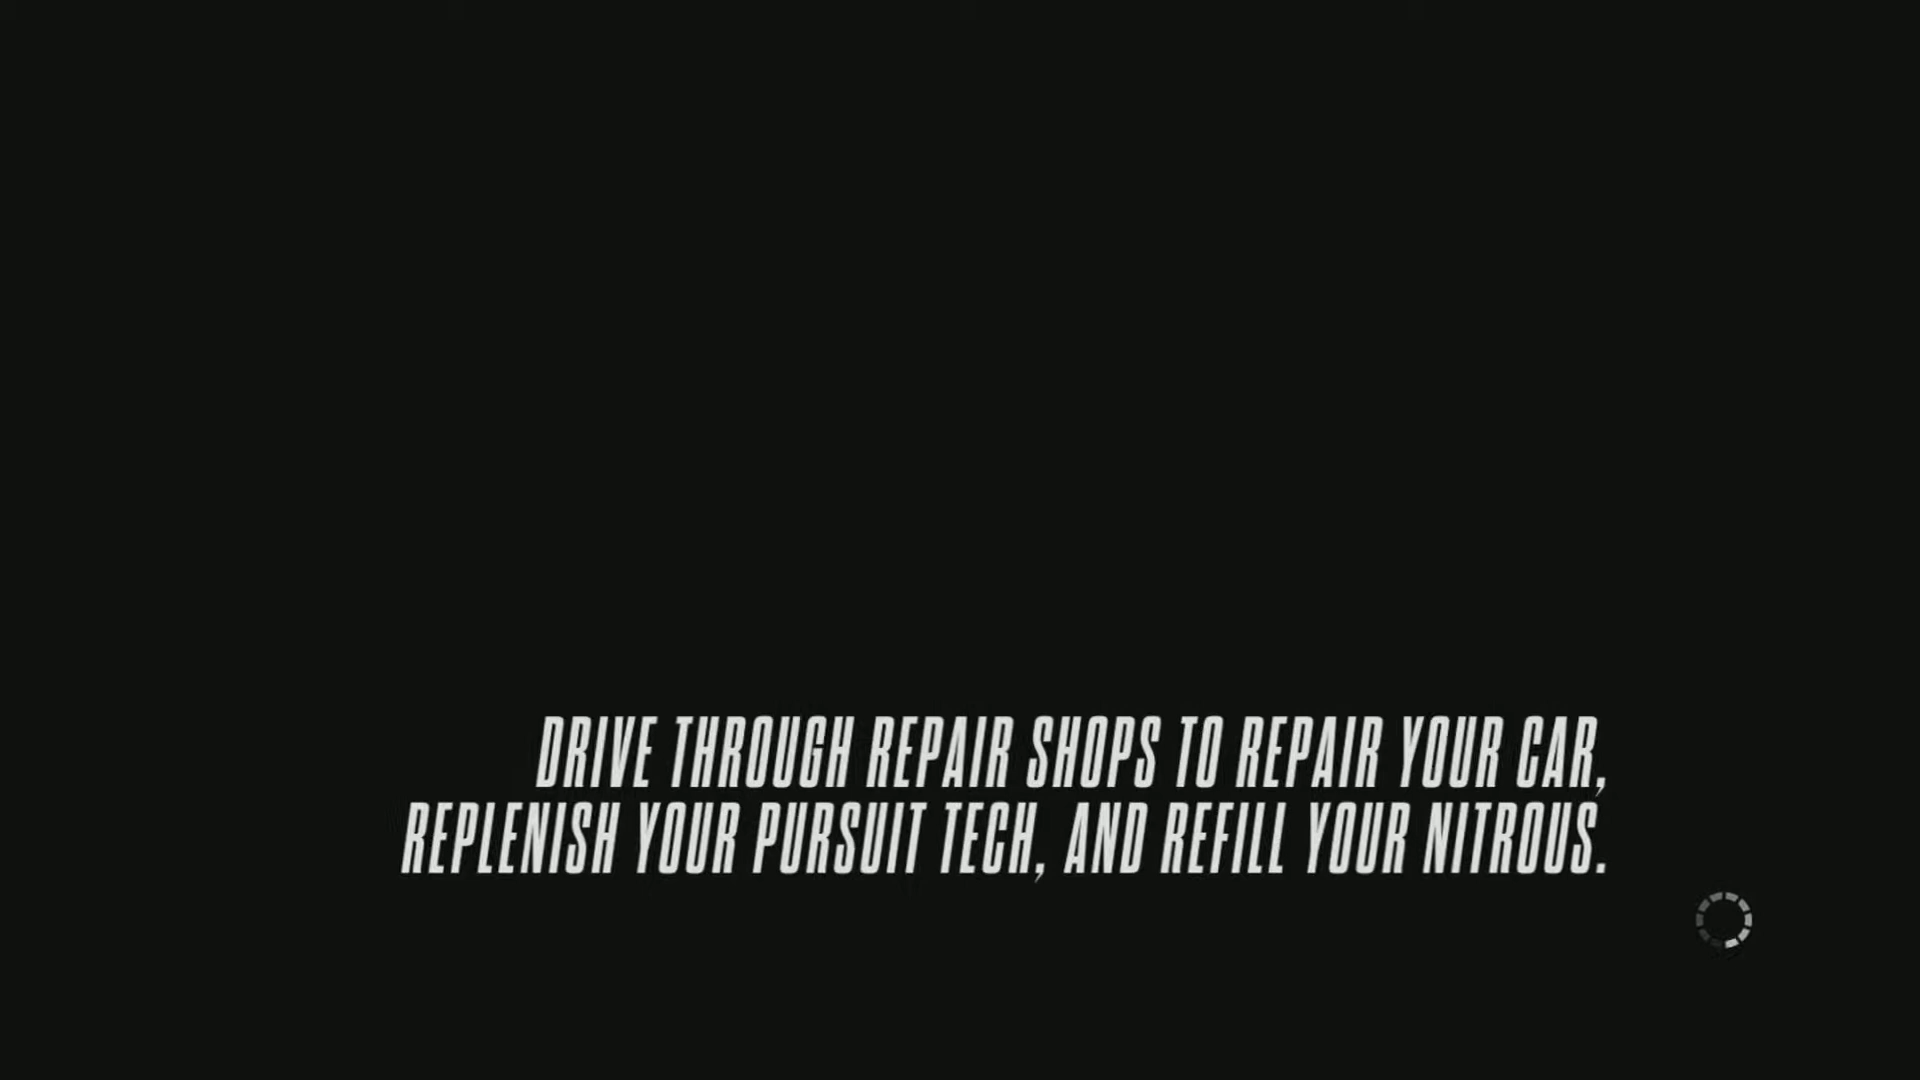 DRIVE THROUGH REPAIR SHOPS TO REPAIR YOUR CAR,
REPLENISH YOUR PURSUIT TECH, AND REFILL YOUR NITROUS.